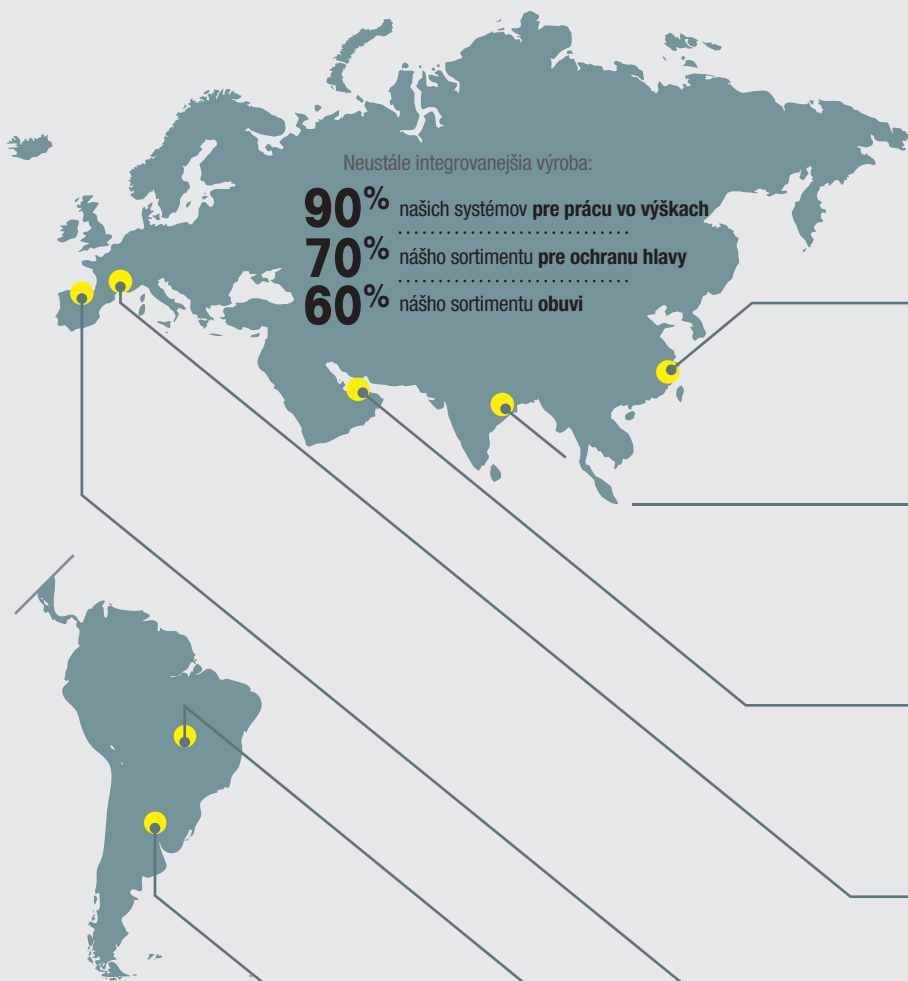 Neustále integrovanejšia výroba:
90% našich systémov pre prácu vo výškach
70% nášho sortimentu pre ochranu hlavy
60% nášho sortimentu obuvi